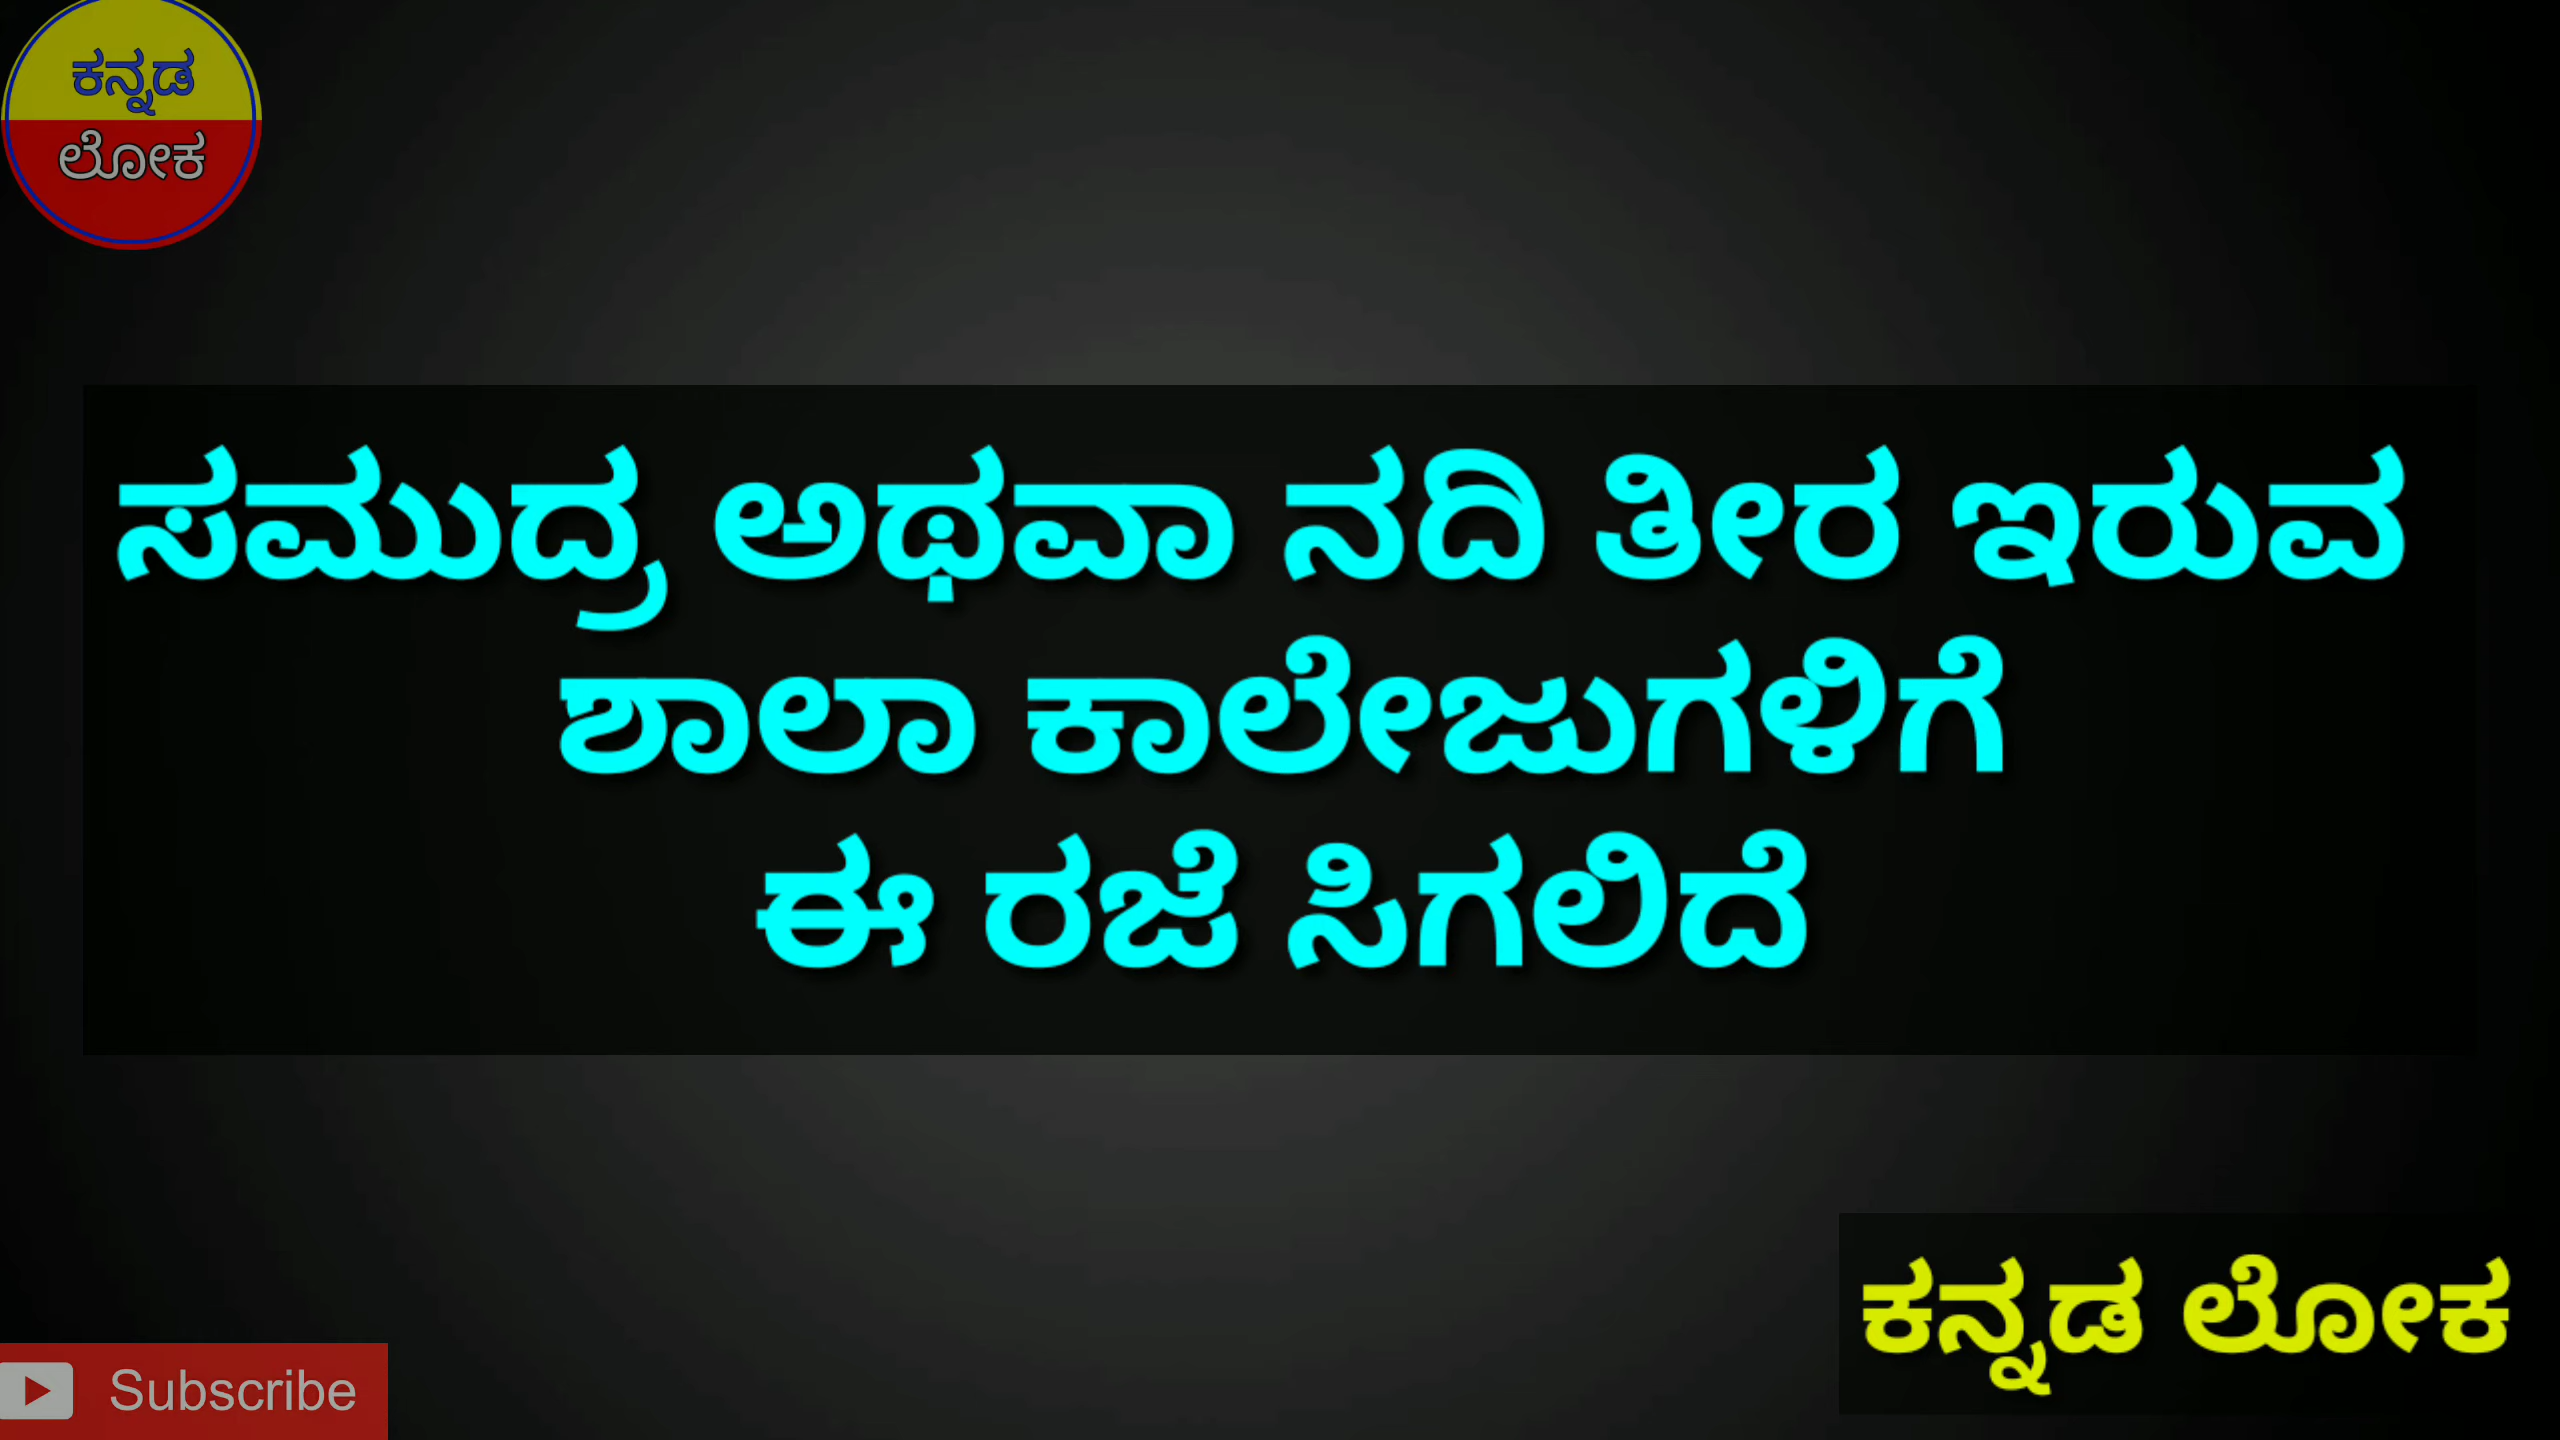 ಕನ್ನಡ
ಲೋಕ
ಸಮುದ್ರ ಅಥವಾ ನದಿ ತೀರ ಇರುವ
ಶಾಲಾ ಕಾಲೇಜುಗಳಿಗೆ
ಈ ರಜೆ ಸಿಗಲಿದೆ
ಕನ್ನಡ ಲೋಕ
Subscribe